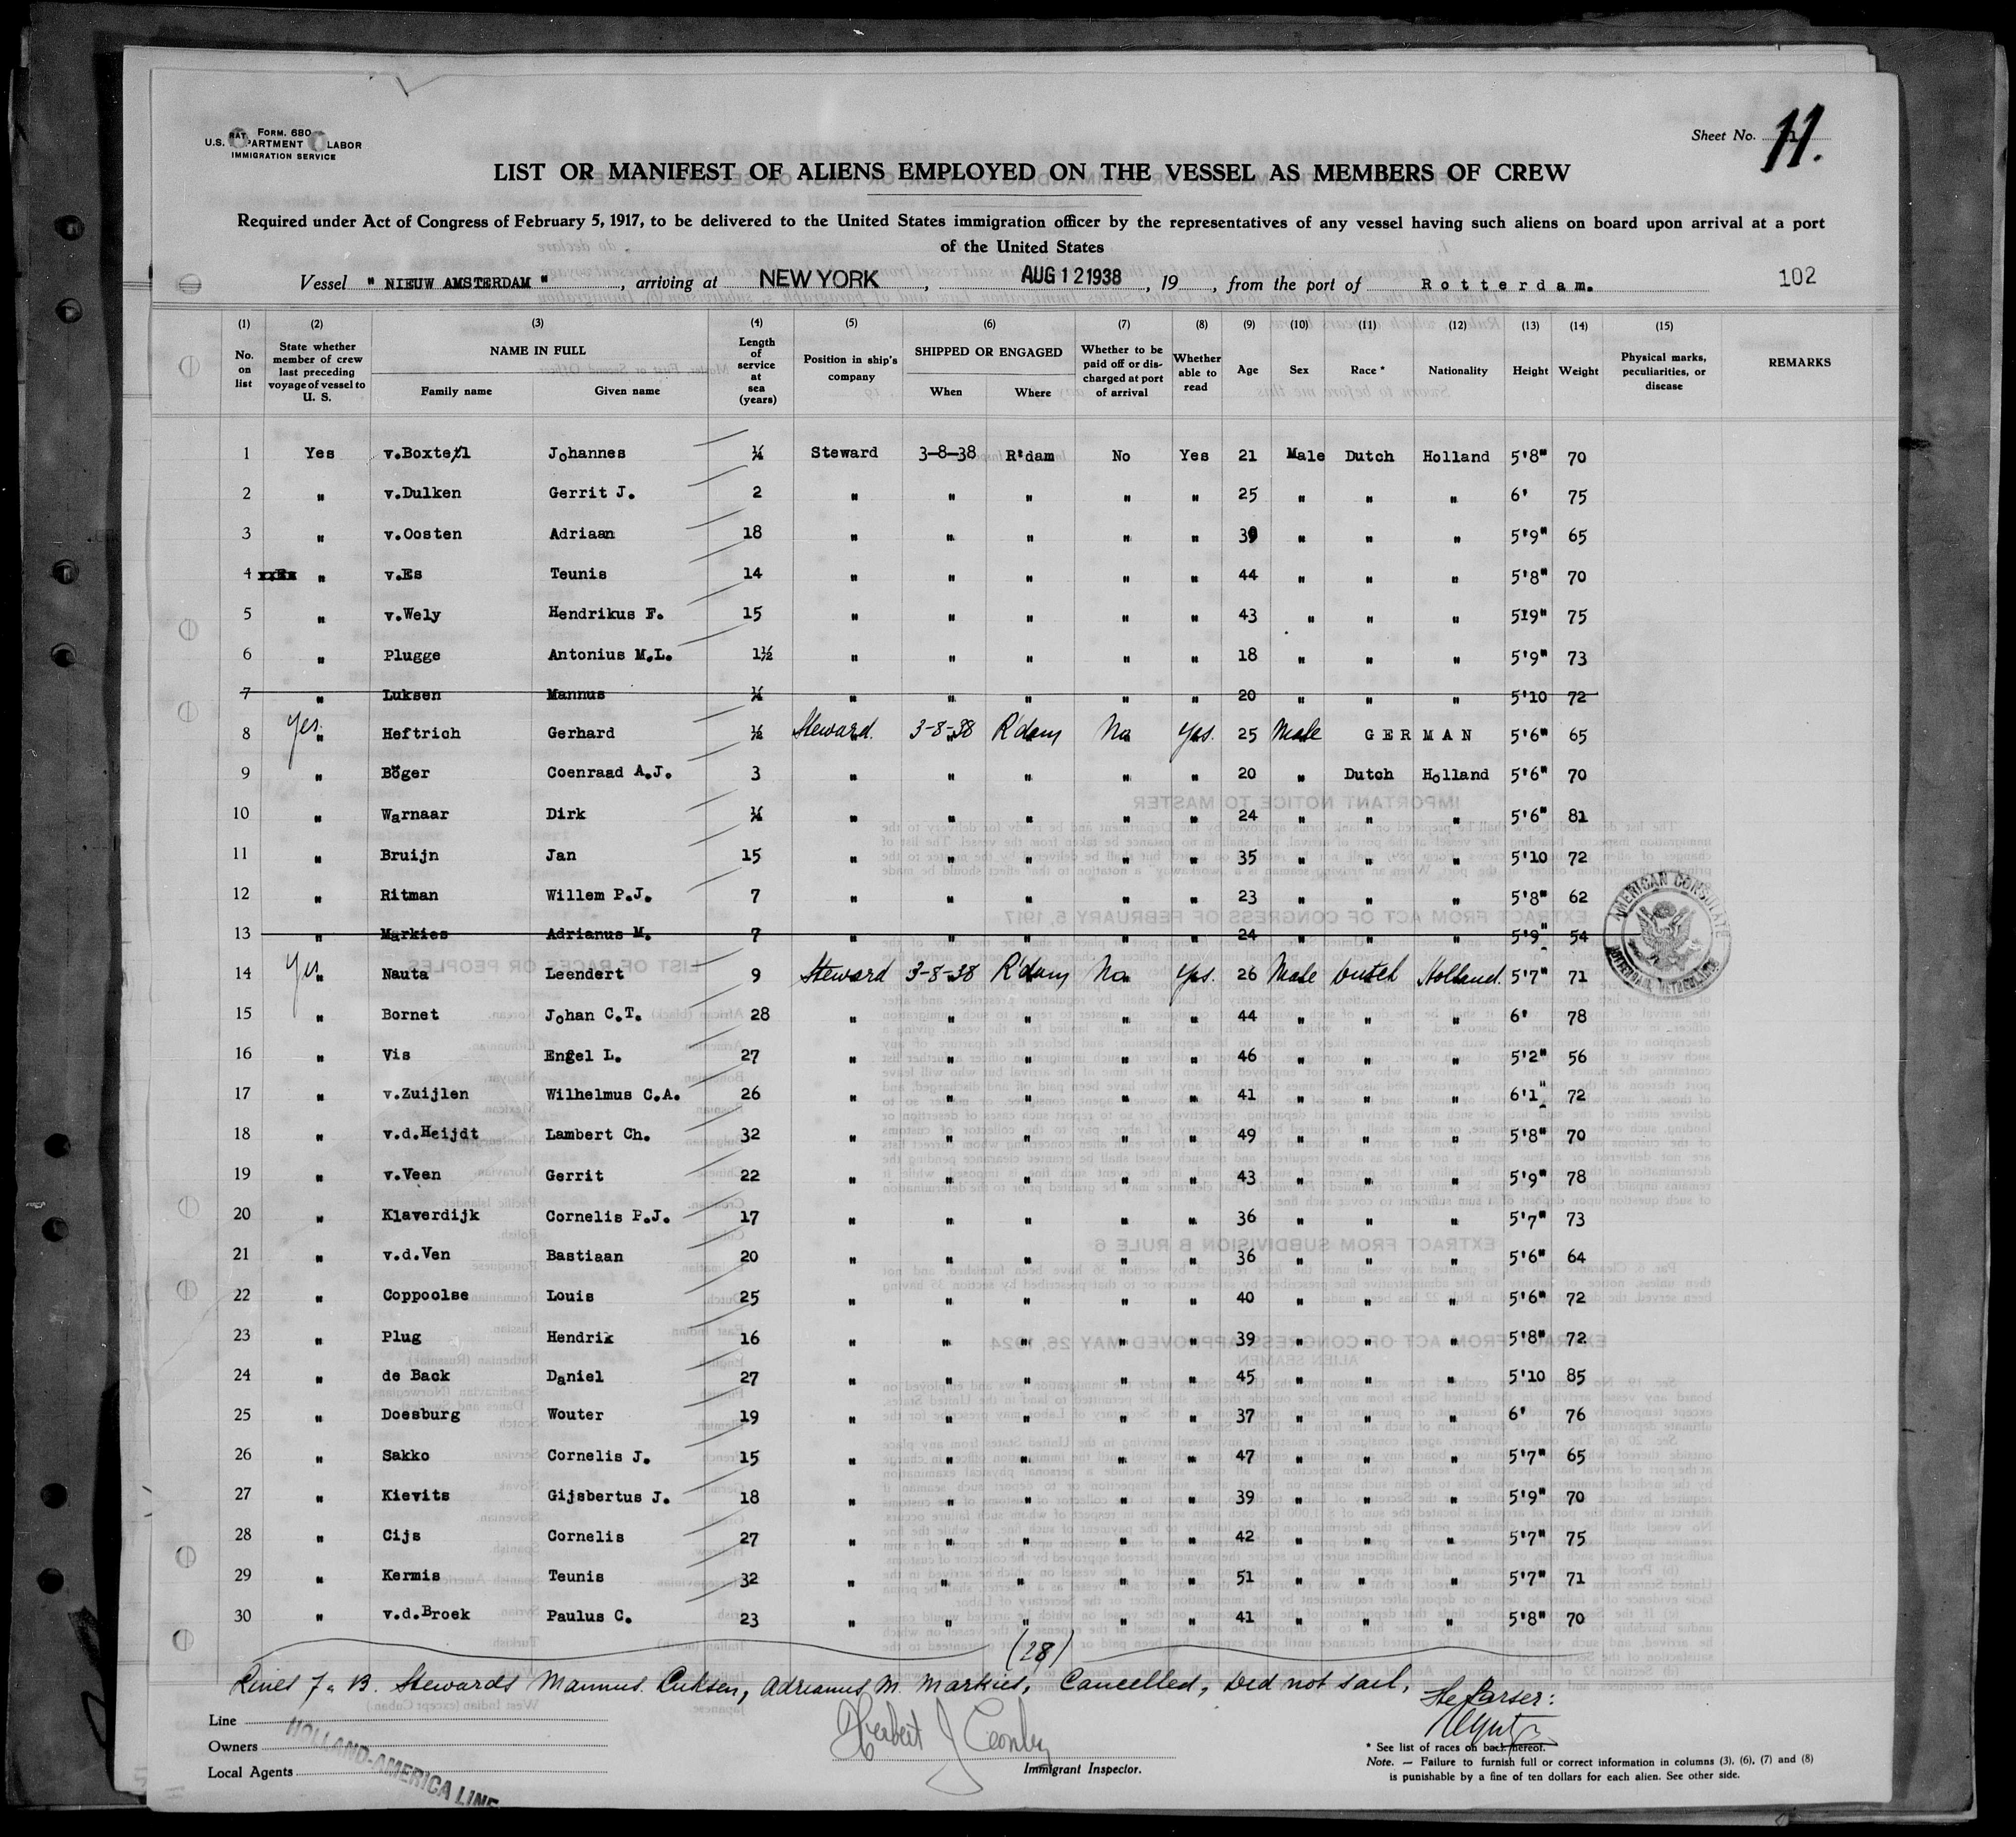 Form. 680
U.S. DEPARTMENT LABOR
IMMIGRATION SERVICE
Sheet No. 11.
LIST OR MANIFEST OF ALIENS EMPLOYED ON THE VESSEL AS MEMBERS OF CREW
Required under Act of Congress of February 5, 1917, to be delivered to the United States immigration officer by the representatives of any vessel having such aliens on board upon arrival at a port
of the United States
Vessel " NIEUW AMSTERDAM ", arriving at NEW YORK, AUG 12 1938, 19, from the port of Rotterdam. 102
(1) (2) (3) (4) (5) (6) (7) (8) (9) (10) (11) (12) (13) (14) (15)
No. on list State whether member of crew last preceding voyage of vessel to U. S. NAME IN FULL Family name Given name Length of service at sea (years) Position in ship's company SHIPPED OR ENGAGED When Where Whether to be paid off or discharged at port of arrival Whether able to read Age Sex Race * Nationality Height Weight Physical marks, peculiarities, or disease REMARKS
1 Yes v.Boxtel Johannes ¼ Steward 3-8-38 R'dam No Yes 21 Male Dutch Holland 5'8" 70
2 " v.Dulken Gerrit J. 2 " " " " " 25 " " " 6' 75
3 " v.Oosten Adriaan 18 " " " " " 39 " " " 5'9" 65
4 " v.Es Teunis 14 " " " " " 44 " " " 5'8" 70
5 " v.Wely Hendrikus F. 15 " " " " " 43 " " " 5'9" 75
6 " Plugge Antonius M.L. 1½ " " " " " 18 " " " 5'9" 73
7 " Luksen Mannus ¼ " " " " " 20 " " " 5'10 72
8 Yes. " Heftrich Gerhard ½ Steward. 3-8-38 R'dam No Yes. 25 Male GERMAN 5'6" 65
9 " Böger Coenraad A.J. 3 " " " " " 20 " Dutch Holland 5'6" 70
10 " Warnaar Dirk ¼ " " " " " 24 " " " 5'6" 81
11 " Bruijn Jan 15 " " " " " 35 " " " 5'10 72
12 " Ritman Willem P.J. 7 " " " " " 23 " " " 5'8" 62
13 " Markies Adrianus M. 7 " " " " " 24 " " " 5'9" 54
14 Yes " Nauta Leendert 9 Steward 3-8-38 R'dam No Yes. 26 Male Dutch Holland. 5'7" 71
15 " Bornet Johan C.T. 28 " " " " " 44 " " " 6' 78
16 " Vis Engel L. 27 " " " " " 46 " " " 5'2" 56
17 " v.Zuijlen Wilhelmus C.A. 26 " " " " " 41 " " " 6'1" 72
18 " v.d.Heijdt Lambert Ch. 32 " " " " " 49 " " " 5'8" 70
19 " v.Veen Gerrit 22 " " " " " 43 " " " 5'9" 78
20 " Klaverdijk Cornelis P.J. 17 " " " " " 36 " " " 5'7" 73
21 " v.d.Ven Bastiaan 20 " " " " " 36 " " " 5'6" 64
22 " Coppoolse Louis 25 " " " " " 40 " " " 5'6" 72
23 " Plug Hendrik 16 " " " " " 39 " " " 5'8" 72
24 " de Back Daniel 27 " " " " " 45 " " " 5'10 85
25 " Doesburg Wouter 19 " " " " " 37 " " " 6' 76
26 " Sakko Cornelis J. 15 " " " " " 47 " " " 5'7" 65
27 " Kievits Gijsbertus J. 18 " " " " " 39 " " " 5'9" 70
28 " Cijs Cornelis 27 " " " " " 42 " " " 5'7" 75
29 " Kermis Teunis 32 " " " " " 51 " " " 5'7" 71
30 " v.d.Broek Paulus C. 23 " " " " " 41 " " " 5'8" 70
AMERICAN CONSULATE
(28)
Lines 7 " 13. Stewards Mannus Luksen, Adrianus M. Markies, Cancelled, Did not sail.
The Purser:
Line
Owners
Local Agents
HOLLAND-AMERICA LINE
Herbert J
Immigrant Inspector.
* See list of races on back hereof.
Note. — Failure to furnish full or correct information in columns (3), (6), (7) and (8)
is punishable by a fine of ten dollars for each alien. See other side.